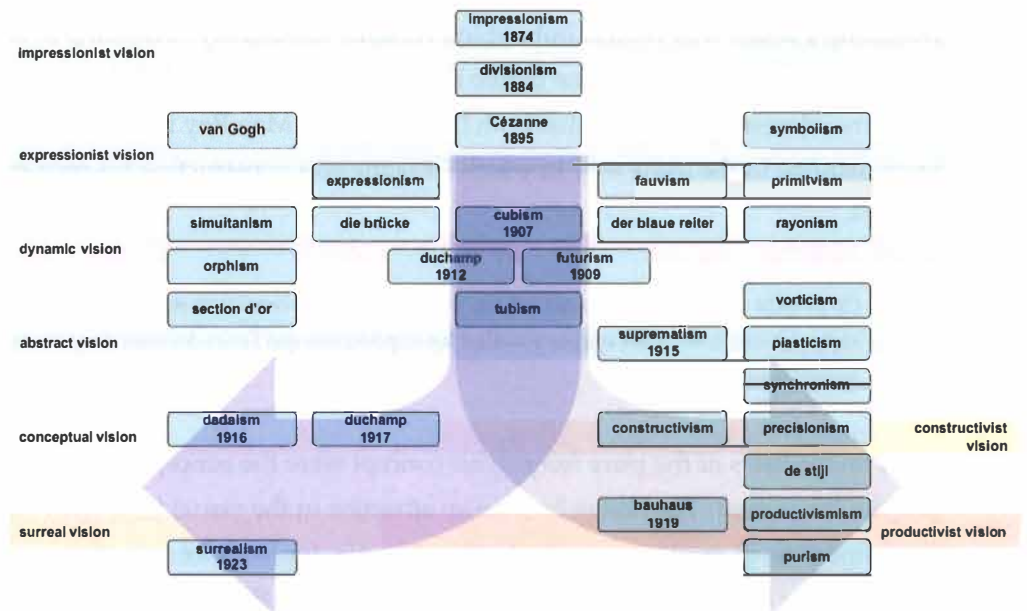 impressionism
1874
impressionist vision
divisionism
1884
van Gogh
Cézanne
1895
symbolism
expressionist vision
expressionism
fauvism
primitvism
simuitanism
die brücke
cubism
1907
der blaue reiter
rayonism
dynamic vision
orphism
duchamp
1912
futurism
1909
section d'or
tubism
vorticism
abstract vision
suprematism
1915
piasticism
synchronism
conceptual vision
dadaism
1916
duchamp
1917
constructivism
precisionism
constructivist
vision
de stijl
surreal vision
bauhaus
1919
productivismism
productivist vision
surrealism
1923
purism